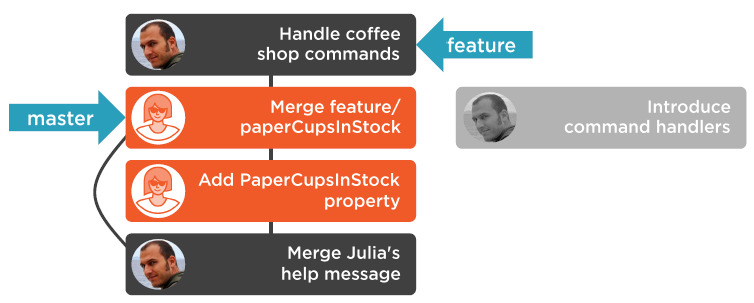 Handle coffee
shop commands
feature
master
Merge feature/
paperCupsInStock
Introduce
command handlers
Add PaperCupsInStock
property
Merge Julia's
help message